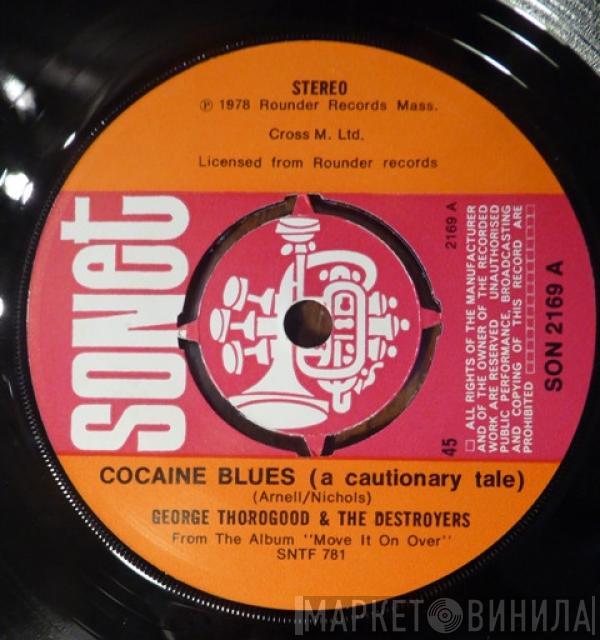 STEREO
℗ 1978 Rounder Records Mass.
Cross M. Ltd.
Licensed from Rounder records
sonet
2169 A
ALL RIGHTS OF THE MANUFACTURER
AND OF THE OWNER OF THE RECORDED
WORK ARE RESERVED. UNAUTHORISED
PUBLIC PERFORMANCE, BROADCASTING
AND COPYING OF THIS RECORD ARE
PROHIBITED
45
SON 2169 A
COCAINE BLUES (a cautionary tale)
(Arnell/Nichols)
GEORGE THOROGOOD & THE DESTROYERS
From The Album "Move It On Over"
SNTF 781
МАРКЕТ ВИНИЛА